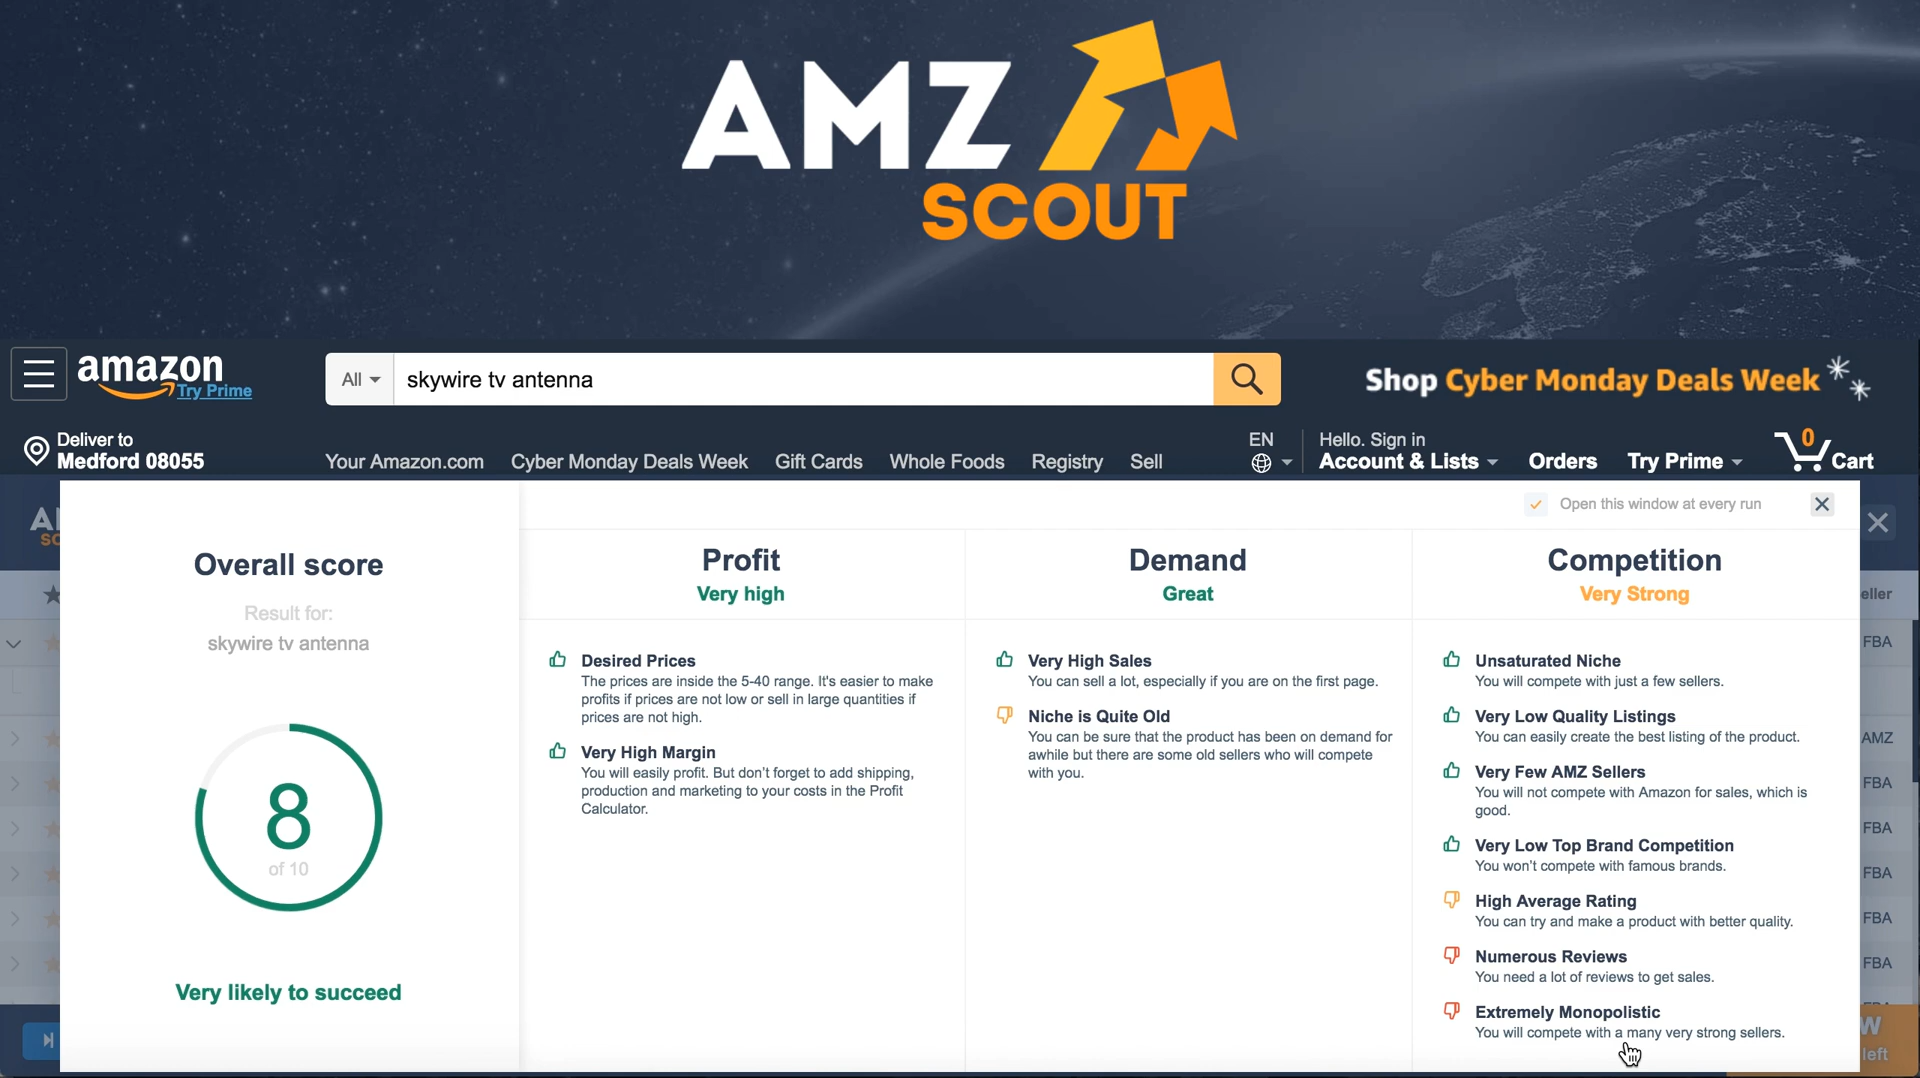 AMZ
SCOUT
amazon
Try Prime
All
skywire tv antenna
Shop Cyber Monday Deals Week
Deliver to
Medford 08055
Your Amazon.com
Cyber Monday Deals Week
Gift Cards
Whole Foods
Registry
Sell
EN
Hello. Sign in
Account & Lists
Orders
Try Prime
0
Cart
Open this window at every run
Overall score
Result for:
skywire tv antenna
8
of 10
Very likely to succeed
Profit
Very high
Desired Prices
The prices are inside the 5-40 range. It's easier to make
profits if prices are not low or sell in large quantities if
prices are not high.
Very High Margin
You will easily profit. But don't forget to add shipping,
production and marketing to your costs in the Profit
Calculator.
Demand
Great
Very High Sales
You can sell a lot, especially if you are on the first page.
Niche is Quite Old
You can be sure that the product has been on demand for
awhile but there are some old sellers who will compete
with you.
Competition
Very Strong
Unsaturated Niche
You will compete with just a few sellers.
Very Low Quality Listings
You can easily create the best listing of the product.
Very Few AMZ Sellers
You will not compete with Amazon for sales, which is
good.
Very Low Top Brand Competition
You won't compete with famous brands.
High Average Rating
You can try and make a product with better quality.
Numerous Reviews
You need a lot of reviews to get sales.
Extremely Monopolistic
You will compete with a many very strong sellers.
eller
FBA
AMZ
FBA
FBA
FBA
FBA
FBA
W
left